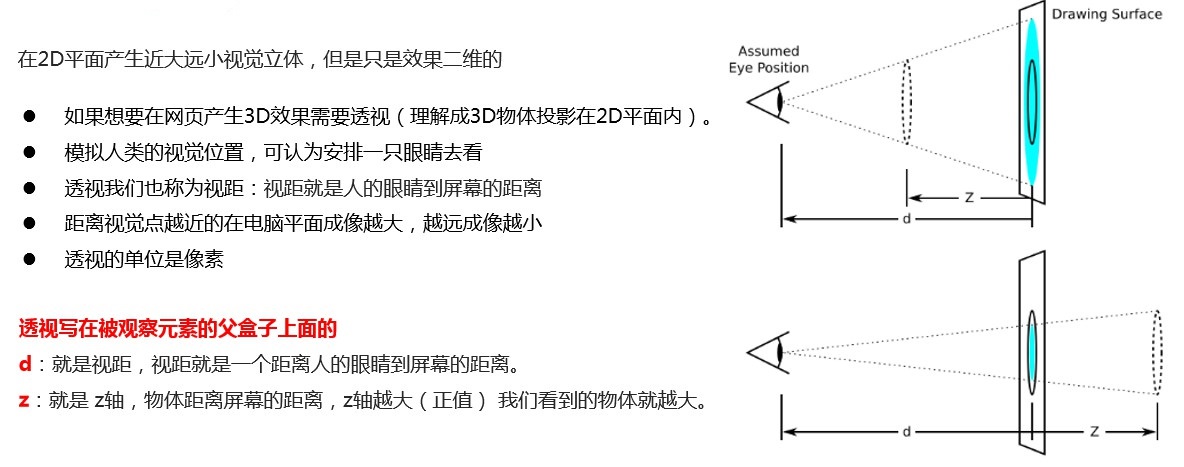 在2D平面产生近大远小视觉立体，但是只是效果二维的
● 如果想要在网页产生3D效果需要透视（理解成3D物体投影在2D平面内）。
● 模拟人类的视觉位置，可认为安排一只眼睛去看
● 透视我们也称为视距：视距就是人的眼睛到屏幕的距离
● 距离视觉点越近的在电脑平面成像越大，越远成像越小
● 透视的单位是像素
透视写在被观察元素的父盒子上面的
d：就是视距，视距就是一个距离人的眼睛到屏幕的距离。
z：就是 z轴，物体距离屏幕的距离，z轴越大（正值） 我们看到的物体就越大。
Drawing Surface
Assumed
Eye Position
Z
d
d
Z